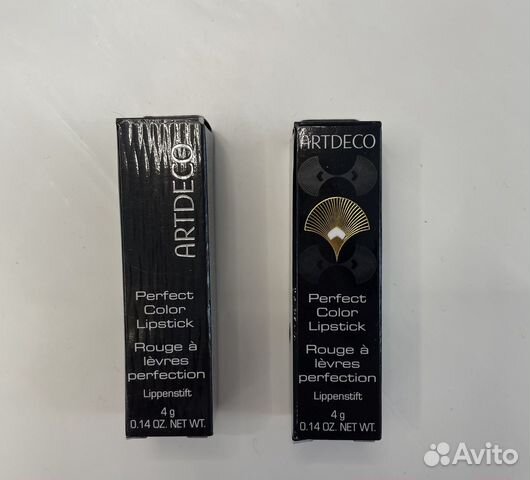 ARTDECO
Perfect
Color
Lipstick
Rouge à
lèvres
perfection
Lippenstift
4 g
0.14 OZ. NET WT.
ARTDECO
Perfect
Color
Lipstick
Rouge à
lèvres
perfection
Lippenstift
4 g
0.14 OZ. NET WT.
Avito